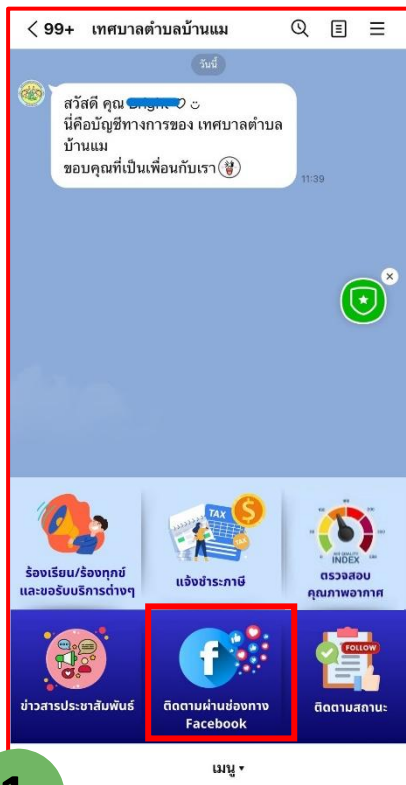 99+ เทศบาลตำบลบ้านแม
วันนี้
สวัสดี คุณ
นี่คือบัญชีทางการของ เทศบาลตำบล
บ้านแม
ขอบคุณที่เป็นเพื่อนกับเรา
11:39
TAX
TAX
AIR QUALITY
INDEX
ร้องเรียน/ร้องทุกข์
และขอรับบริการต่างๆ
แจ้งชำระภาษี
ตรวจสอบ
คุณภาพอากาศ
FOLLOW
ข่าวสารประชาสัมพันธ์
ติดตามผ่านช่องทาง
Facebook
ติดตามสถานะ
เมนู
1